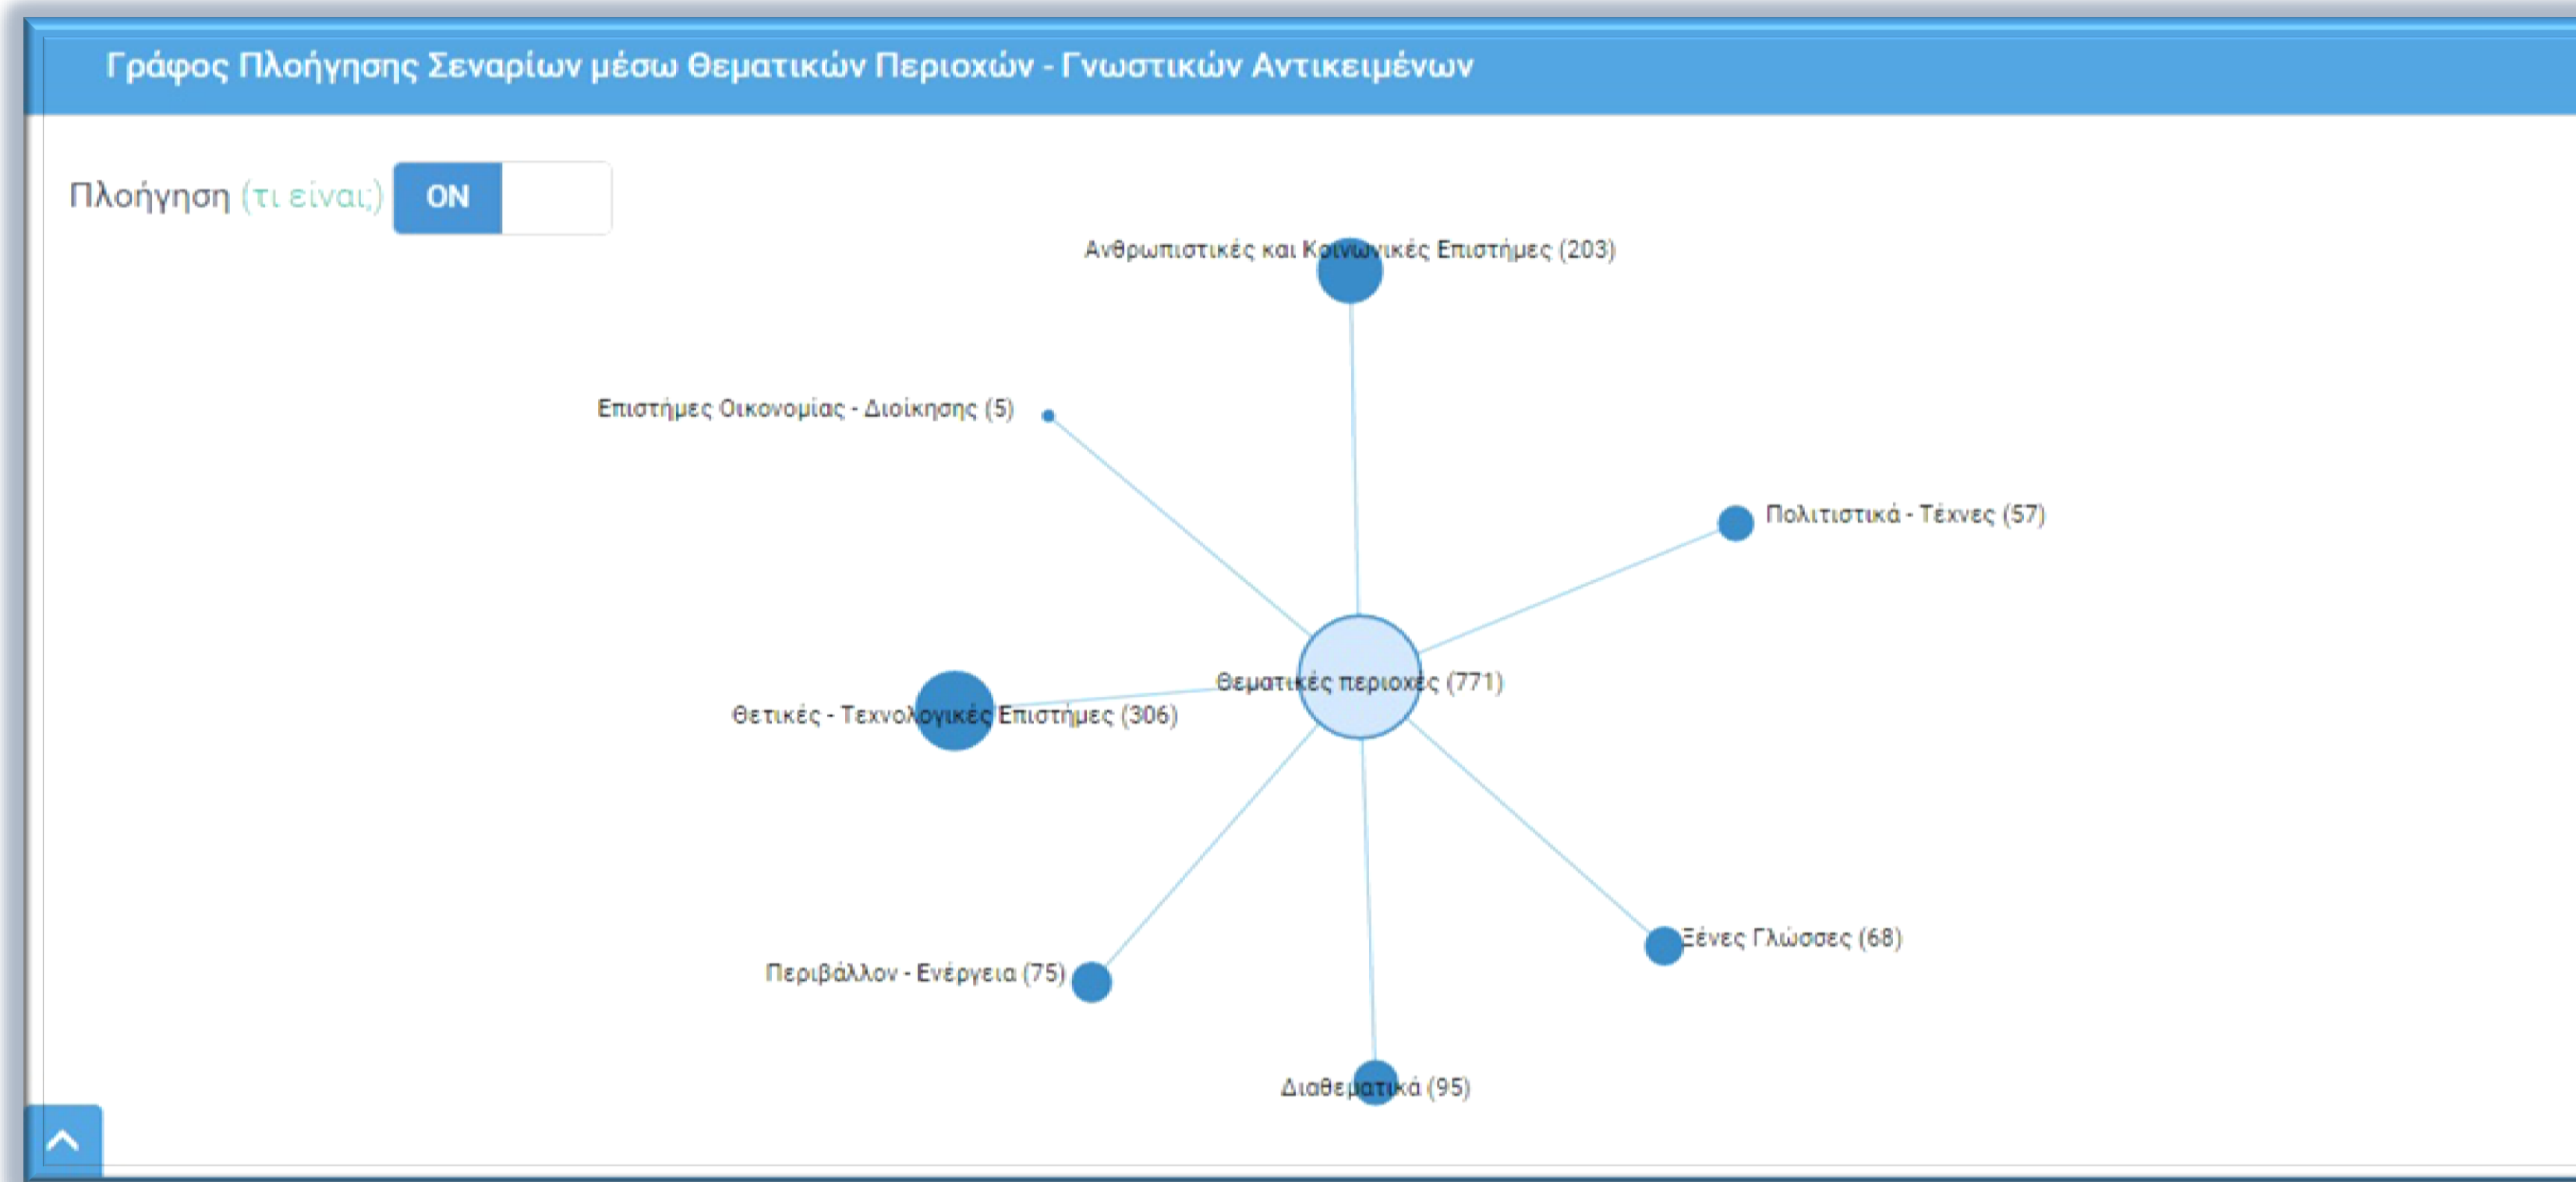 Γράφος Πλοήγησης Σεναρίων μέσω Θεματικών Περιοχών - Γνωστικών Αντικειμένων
Πλοήγηση (τι είναι;) ON
Ανθρωπιστικές και Κοινωνικές Επιστήμες (203)
Επιστήμες Οικονομίας - Διοίκησης (5)
Πολιτιστικά - Τέχνες (57)
Θεματικές περιοχές (771)
Θετικές - Τεχνολογικές Επιστήμες (306)
Ξένες Γλώσσες (68)
Περιβάλλον - Ενέργεια (75)
Διαθεματικά (95)